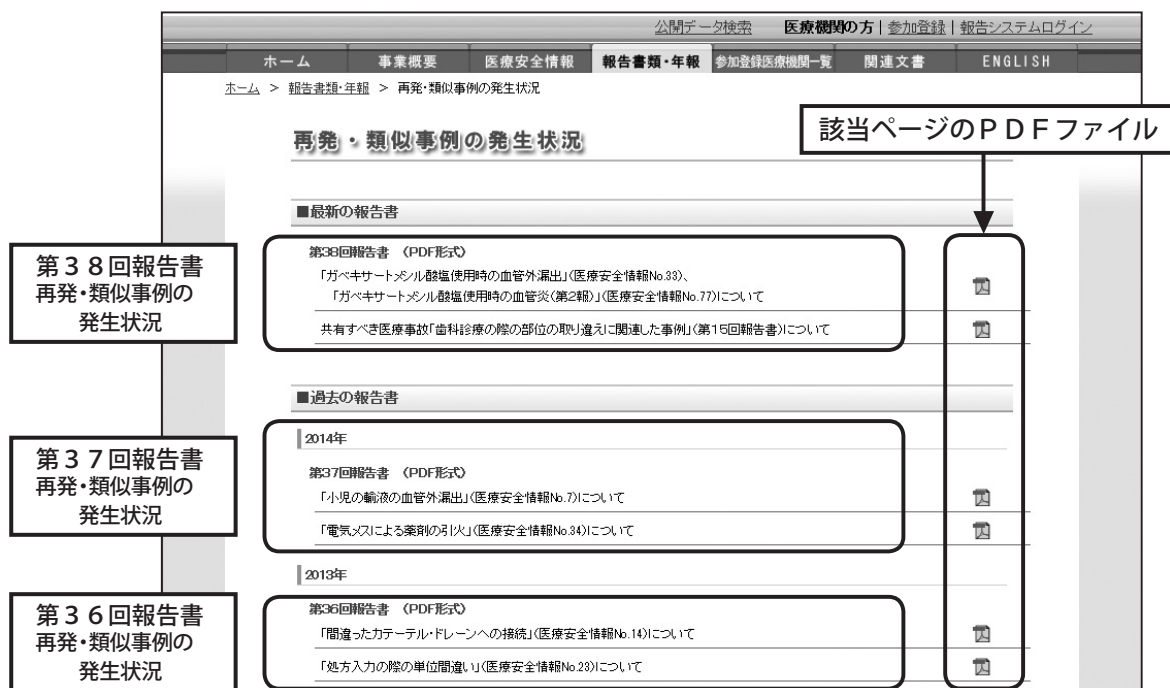 公開データ検索 医療機関の方 | 参加登録 | 報告システムログイン
ホーム 事業概要 医療安全情報 報告書類・年報 参加登録医療機関一覧 関連文書 ENGLISH
ホーム > 報告書類・年報 > 再発・類似事例の発生状況
該当ページのPDFファイル
再発・類似事例の発生状況
■最新の報告書
第38回報告書
再発・類似事例の
発生状況
第38回報告書 (PDF形式)
「ガベキサートメシル酸塩使用時の血管外漏出」(医療安全情報No.33)、
「ガベキサートメシル酸塩使用時の血管炎(第2報)」(医療安全情報No.77)について
共有すべき医療事故「歯科診療の際の部位の取り違えに関連した事例」(第15回報告書)について
■過去の報告書
第37回報告書
再発・類似事例の
発生状況
2014年
第37回報告書 (PDF形式)
「小児の輸液の血管外漏出」(医療安全情報No.7)について
「電気メスによる薬剤の引火」(医療安全情報No.34)について
2013年
第36回報告書
再発・類似事例の
発生状況
第36回報告書 (PDF形式)
「間違ったカテーテル・ドレーンへの接続」(医療安全情報No.14)について
「処方入力の際の単位間違い」(医療安全情報No.23)について